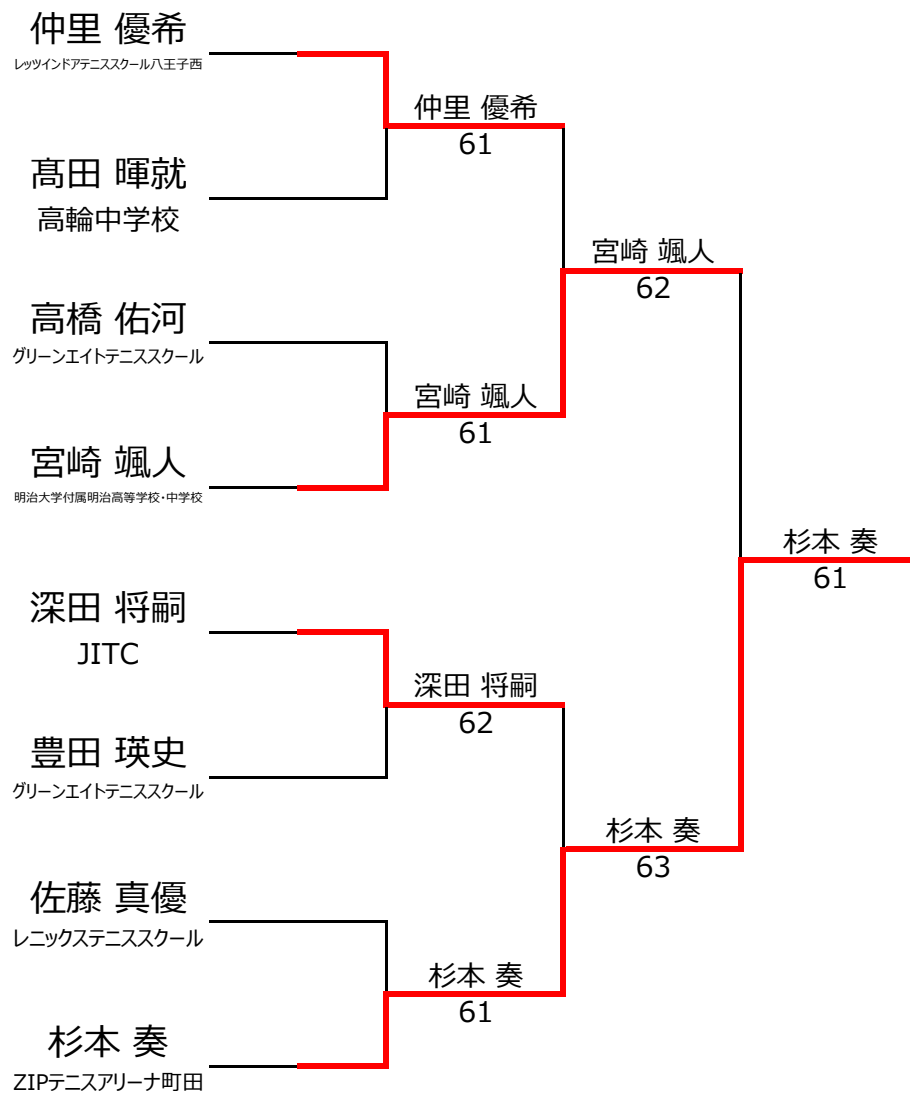 仲里 優希
レッツインドアテニススクール八王子西
髙田 暉就
高輪中学校
高橋 佑河
グリーンエイトテニススクール
宮崎 颯人
明治大学付属明治高等学校・中学校
深田 将嗣
JITC
豊田 瑛史
グリーンエイトテニススクール
佐藤 真優
レニックステニススクール
杉本 奏
ZIPテニスアリーナ町田
仲里 優希
61
宮崎 颯人
61
深田 将嗣
62
杉本 奏
61
宮崎 颯人
62
杉本 奏
63
杉本 奏
61